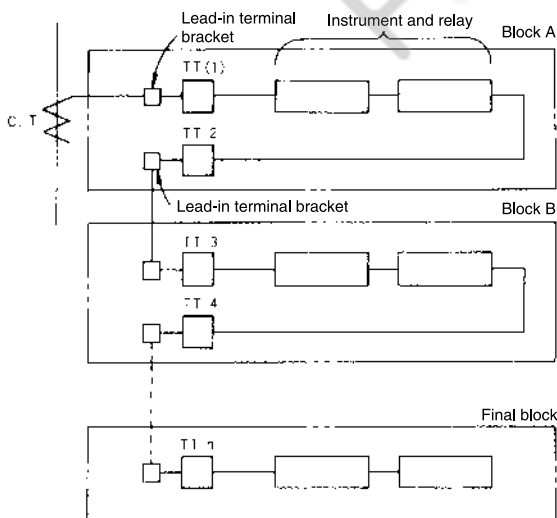 Lead-in terminal
bracket
Instrument and relay
Block A
TT(1)
C.T
TT 2
Lead-in terminal bracket
Block B
TT 3
TT 4
Final block
TT n